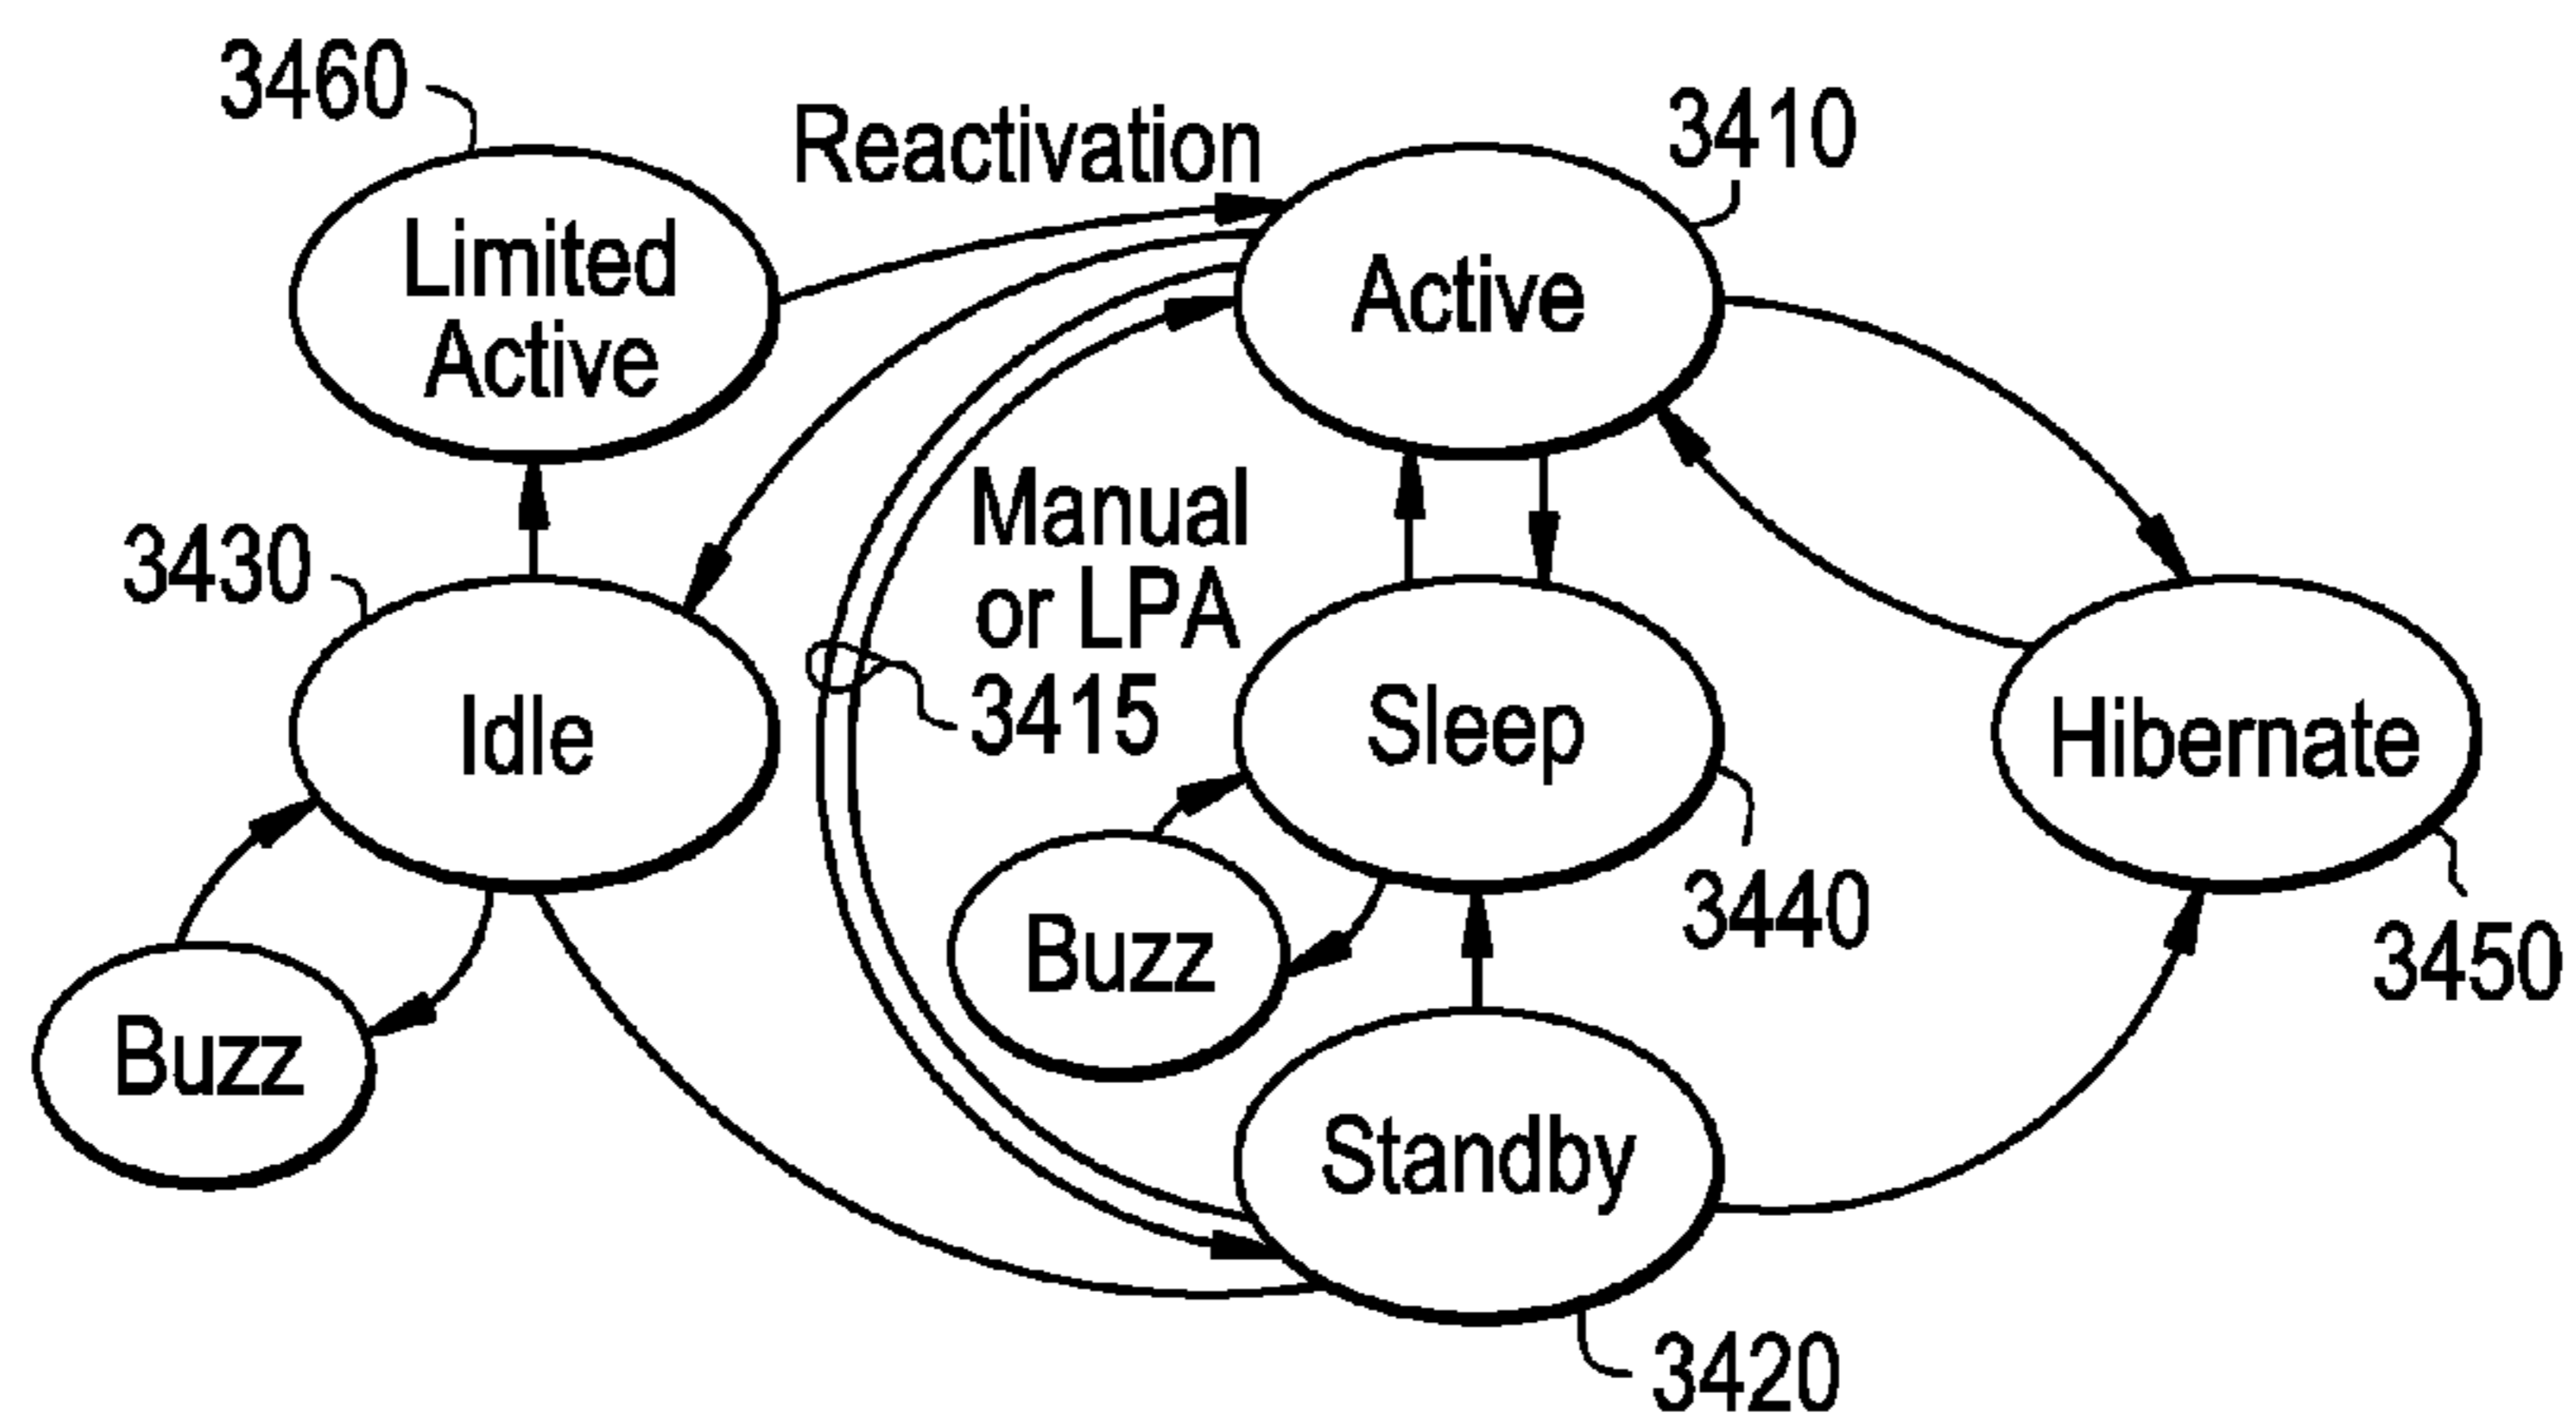 3460
Reactivation
3410
Limited
Active
Active
3430
Manual
or LPA
3415
Idle
Sleep
Hibernate
3440
Buzz
3450
Buzz
Standby
3420